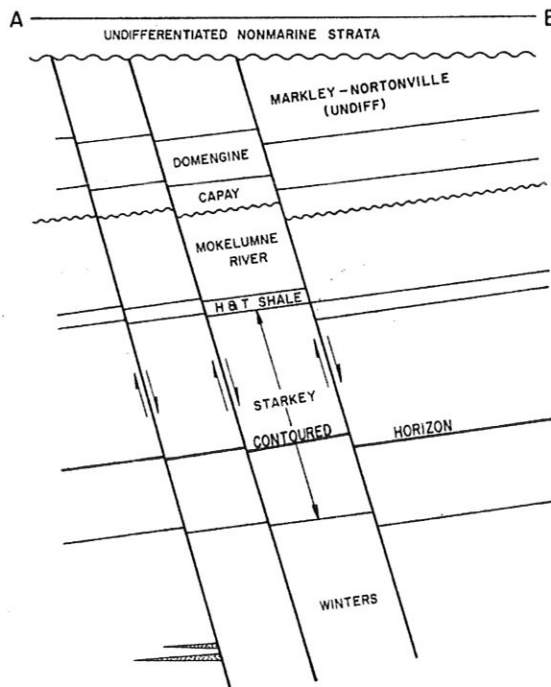 A
B
UNDIFFERENTIATED NONMARINE STRATA
MARKLEY-NORTONVILLE
(UNDIFF)
DOMENGINE
CAPAY
MOKELUMNE
RIVER
H&T SHALE
STARKEY
CONTOURED HORIZON
WINTERS